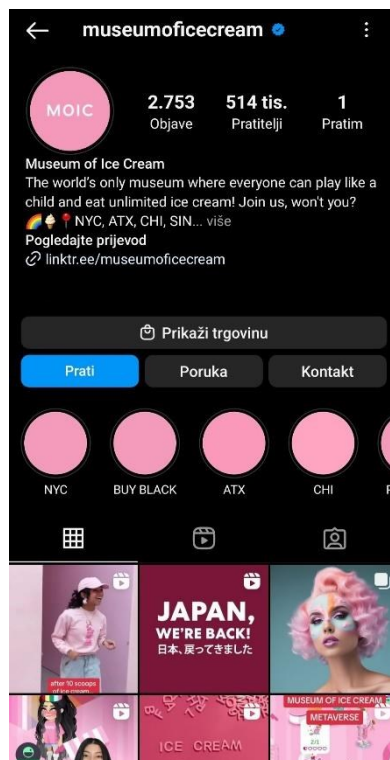 museumoficecream
MOIC
2.753
514 tis.
1
Objave
Pratitelji
Pratim
Museum of Ice Cream
The world's only museum where everyone can play like a
child and eat unlimited ice cream! Join us, won't you?
NYC, ATX, CHI, SIN... više
Pogledajte prijevod
linktr.ee/museumoficecream
Prikaži trgovinu
Prati
Poruka
Kontakt
NYC
BUY BLACK
ATX
CHI
after 10 scoops
of ice cream...
JAPAN,
WE'RE BACK!
日本、戻ってきました
ICE CREAM
MUSEUM OF ICE CREAM
METAVERSE
2/5